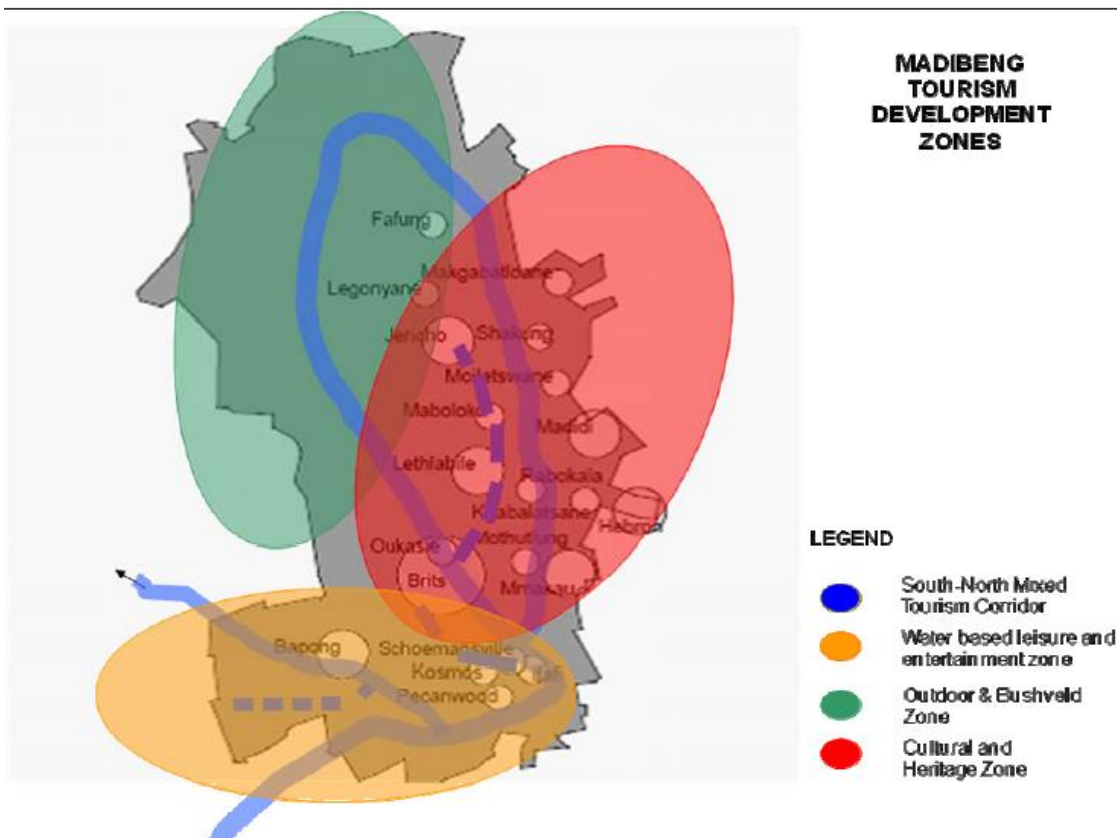 MADIBENG
TOURISM
DEVELOPMENT
ZONES
Fafung
Makgabatldane
Legonyane
Jericho
Shakung
Moiletswane
Maboloko
Madidi
Lethlabile
Rabokala
Hebron
Mothutlung
Oukasie
Brits
Mmakau
Bapong
Schoemansville
Kosmos
Pecanwood
LEGEND
South-North Mixed
Tourism Corridor
Water based leisure and
entertainment zone
Outdoor & Bushveld
Zone
Cultural and
Heritage Zone